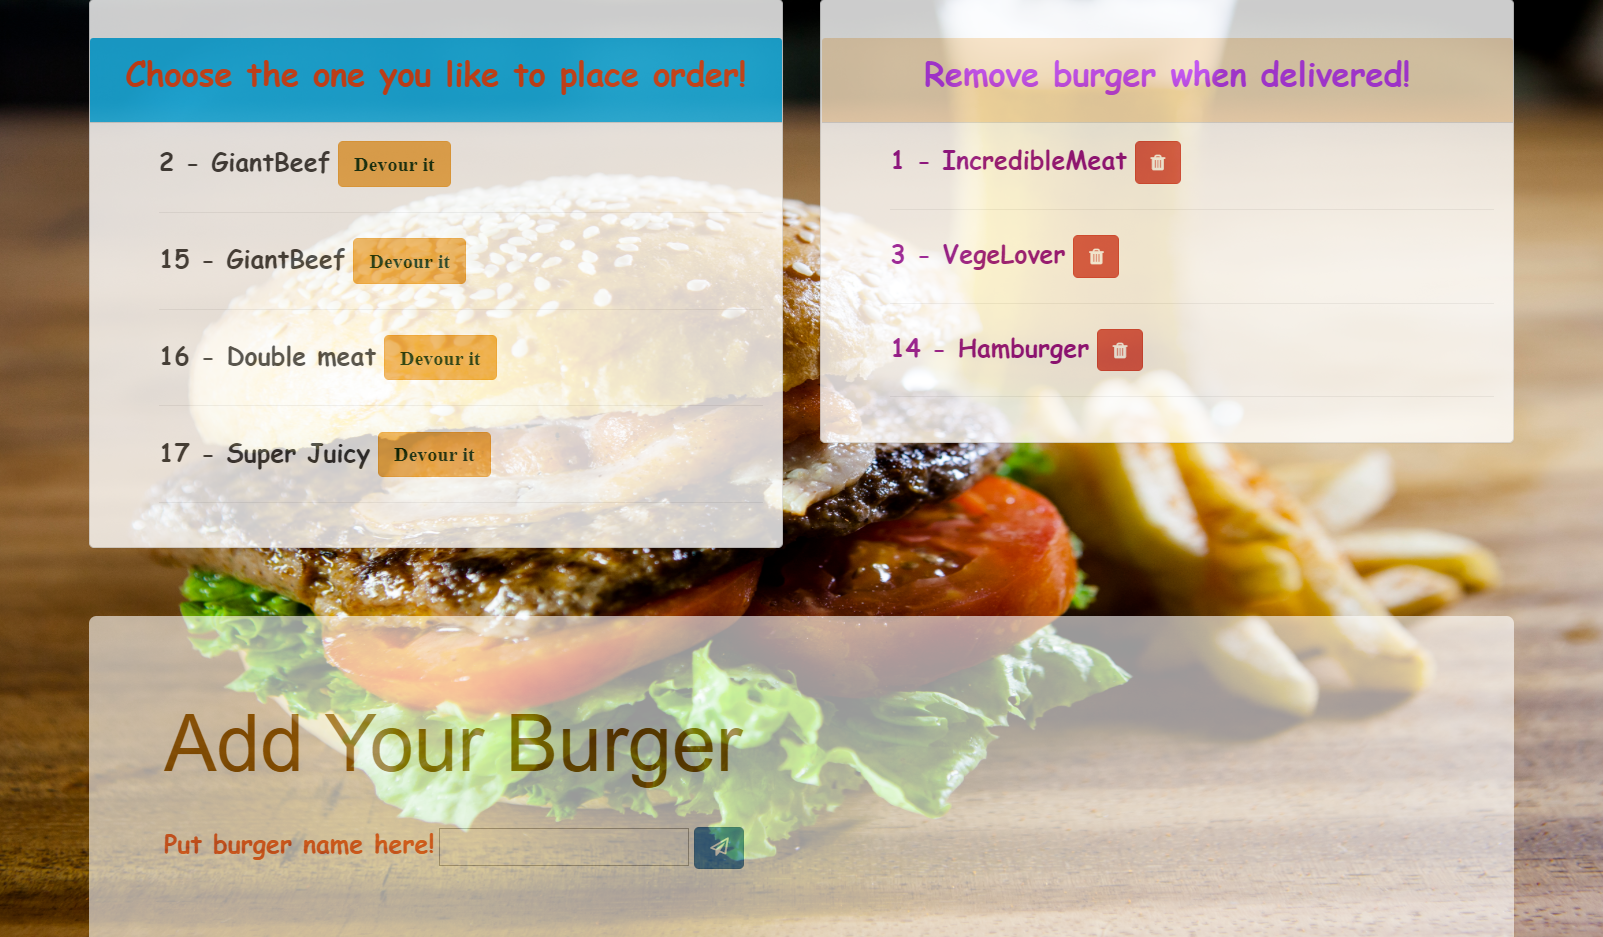 Choose the one you like to place order!
2 - GiantBeef Devour it
15 - GiantBeef Devour it
16 - Double meat Devour it
17 - Super Juicy Devour it
Remove burger when delivered!
1 - IncredibleMeat
3 - VegeLover
14 - Hamburger
Add Your Burger
Put burger name here!